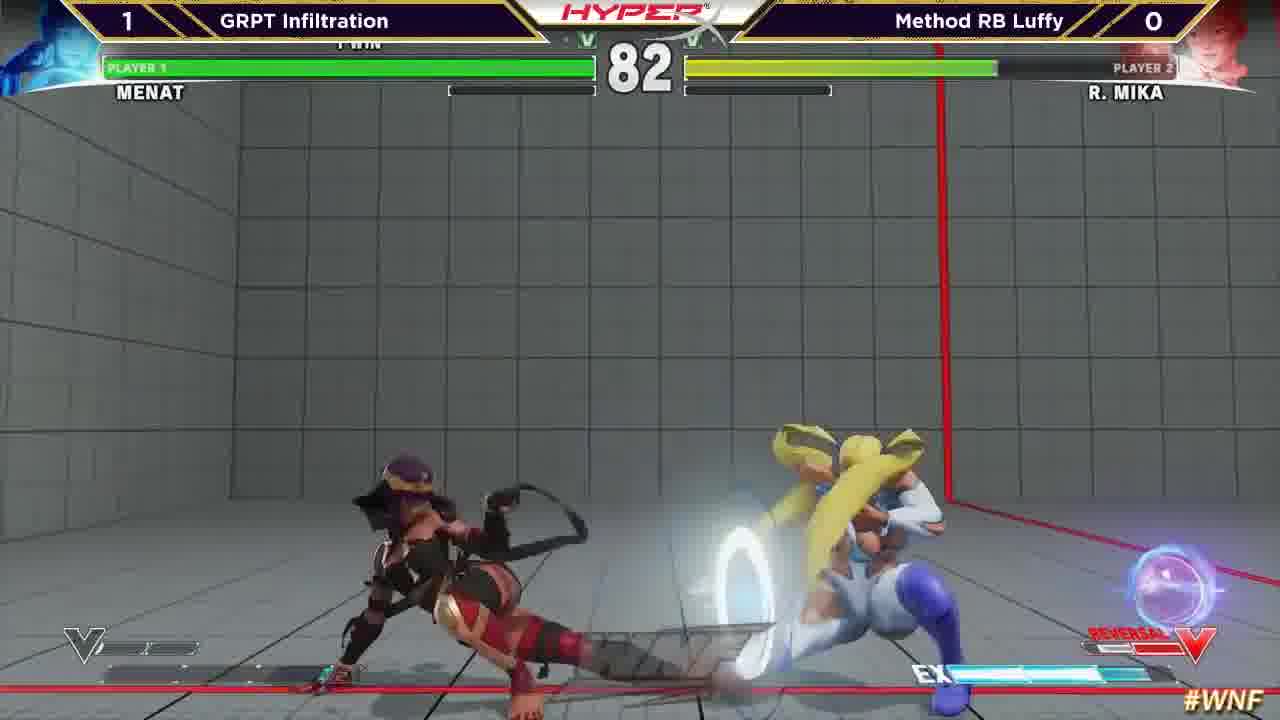 1 GRPT Infiltration HYPERX Method RB Luffy 0
1 WIN V 82 V
PLAYER 1 PLAYER 2
MENAT R. MIKA
V REVERSAL V
EX
#WNF